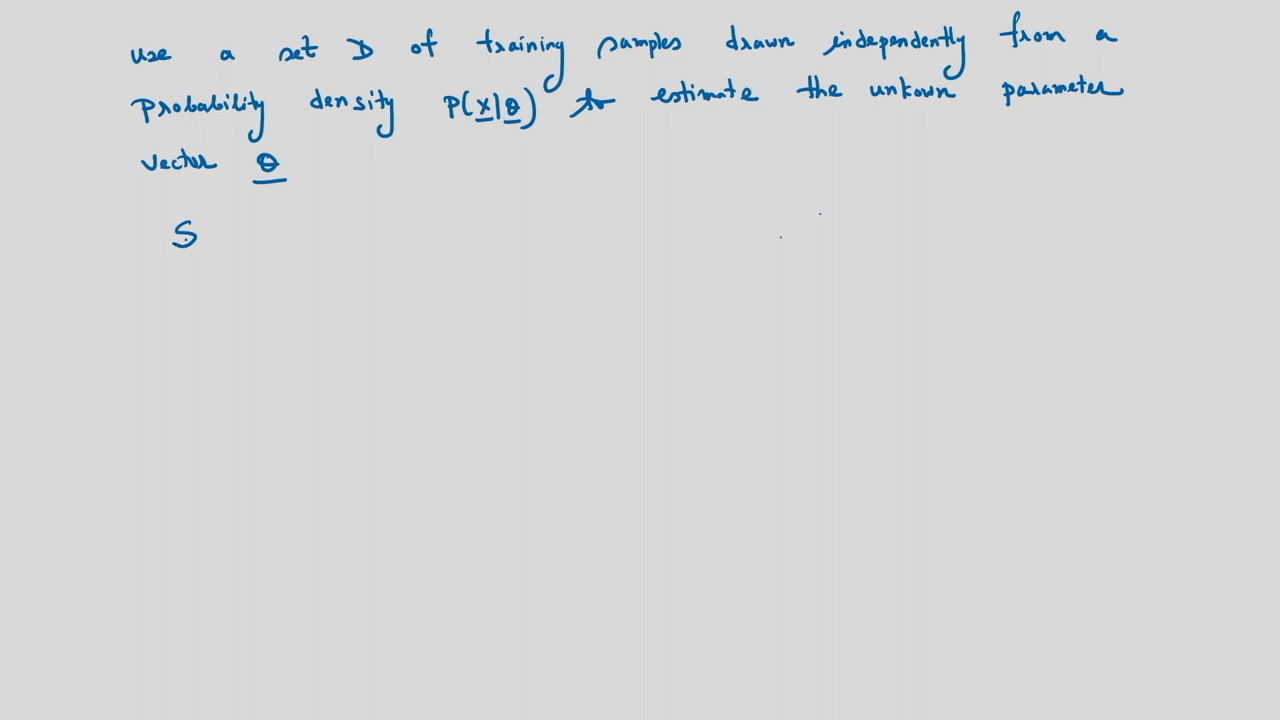 use a set D of training samples drawn independently from a
Probability density P(x|θ) to estimate the unkown parameter
vector θ
S